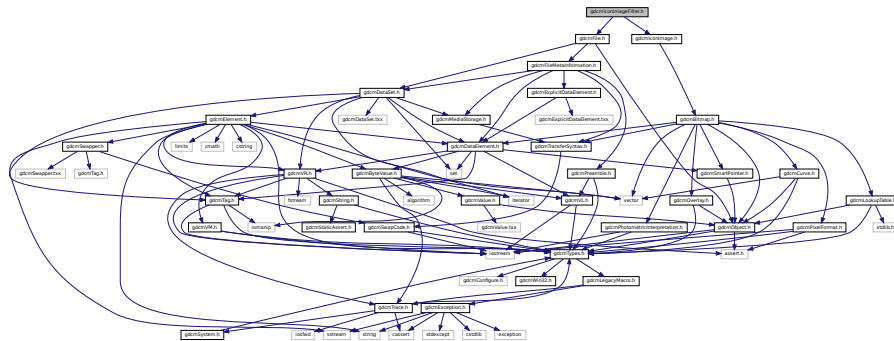 gdcmIconImageFilter.h
gdcmFile.h
gdcmIconImage.h
gdcmFileMetaInformation.h
gdcmDataSet.h
gdcmExplicitDataElement.h
gdcmElement.h
gdcmDataSet.txx
gdcmMediaStorage.h
gdcmExplicitDataElement.txx
gdcmBitmap.h
gdcmSwapper.h
limits
cmath
cstring
gdcmDataElement.h
gdcmTransferSyntax.h
gdcmSwapper.txx
gdcmTag.h
gdcmVR.h
gdcmByteValue.h
set
gdcmPreamble.h
gdcmSmartPointer.h
gdcmCurve.h
gdcmTag.h
fstream
gdcmString.h
algorithm
gdcmValue.h
iterator
gdcmVL.h
vector
gdcmOverlay.h
gdcmLookupTable.h
gdcmVM.h
iomanip
gdcmStaticAssert.h
gdcmSwapCode.h
gdcmValue.txx
gdcmPhotometricInterpretation.h
gdcmObject.h
gdcmPixelFormat.h
stdlib.h
iostream
gdcmTypes.h
assert.h
gdcmConfigure.h
gdcmWin32.h
gdcmLegacyMacro.h
gdcmTrace.h
gdcmException.h
gdcmSystem.h
iosfwd
sstream
string
cassert
stdexcept
cstdlib
exception